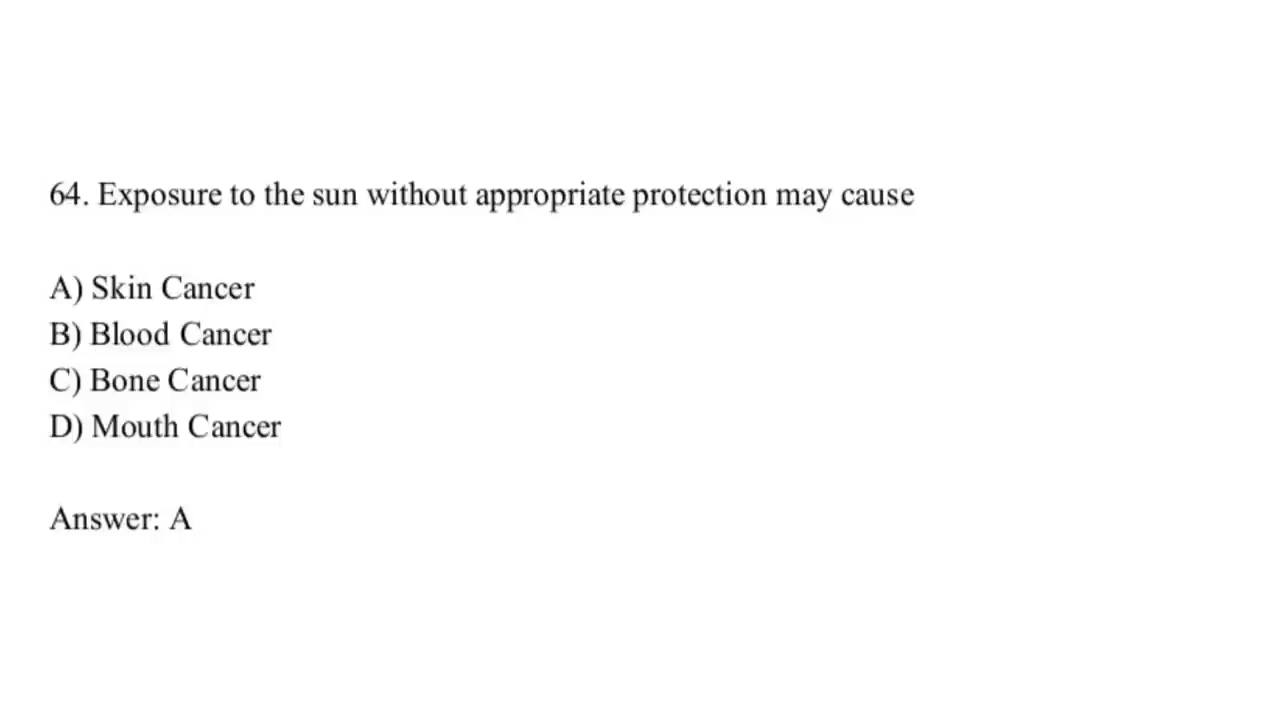 64. Exposure to the sun without appropriate protection may cause
A) Skin Cancer
B) Blood Cancer
C) Bone Cancer
D) Mouth Cancer
Answer: A